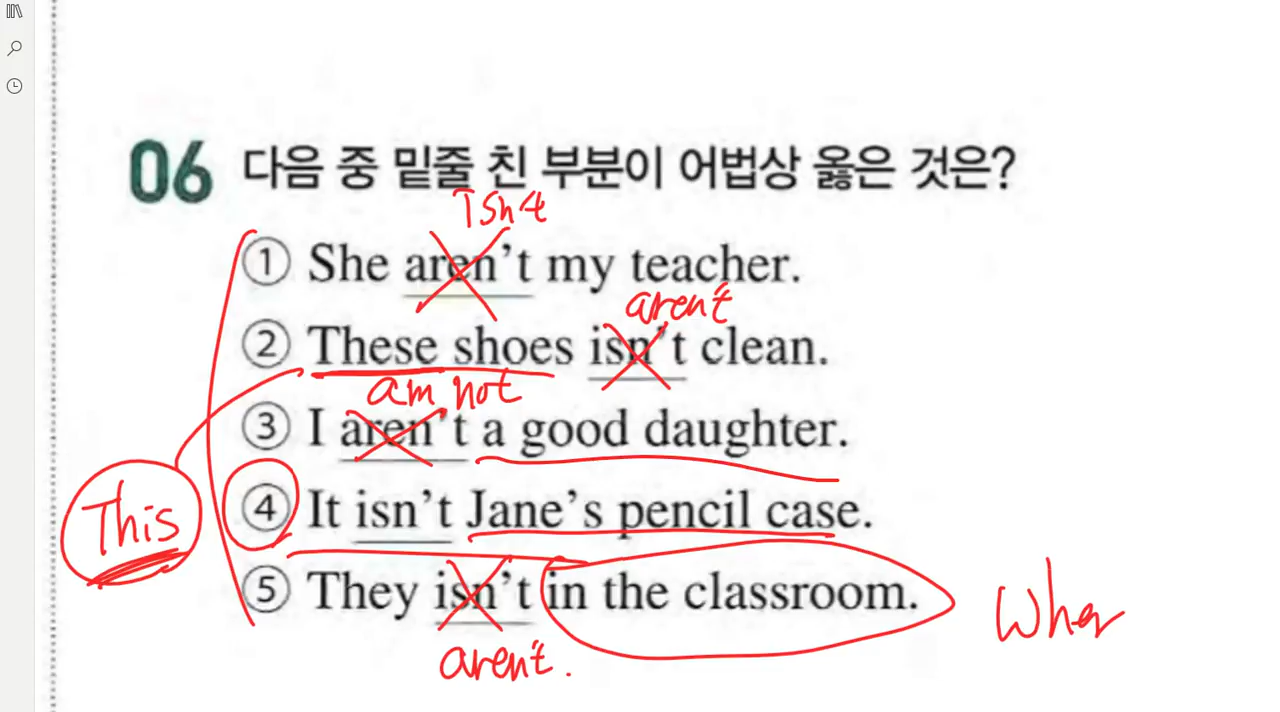 06 다음 중 밑줄 친 부분이 어법상 옳은 것은?
isn't
① She aren't my teacher.
aren't
② These shoes isn't clean.
am not
③ I aren't a good daughter.
This
④ It isn't Jane's pencil case.
⑤ They isn't in the classroom.
aren't.